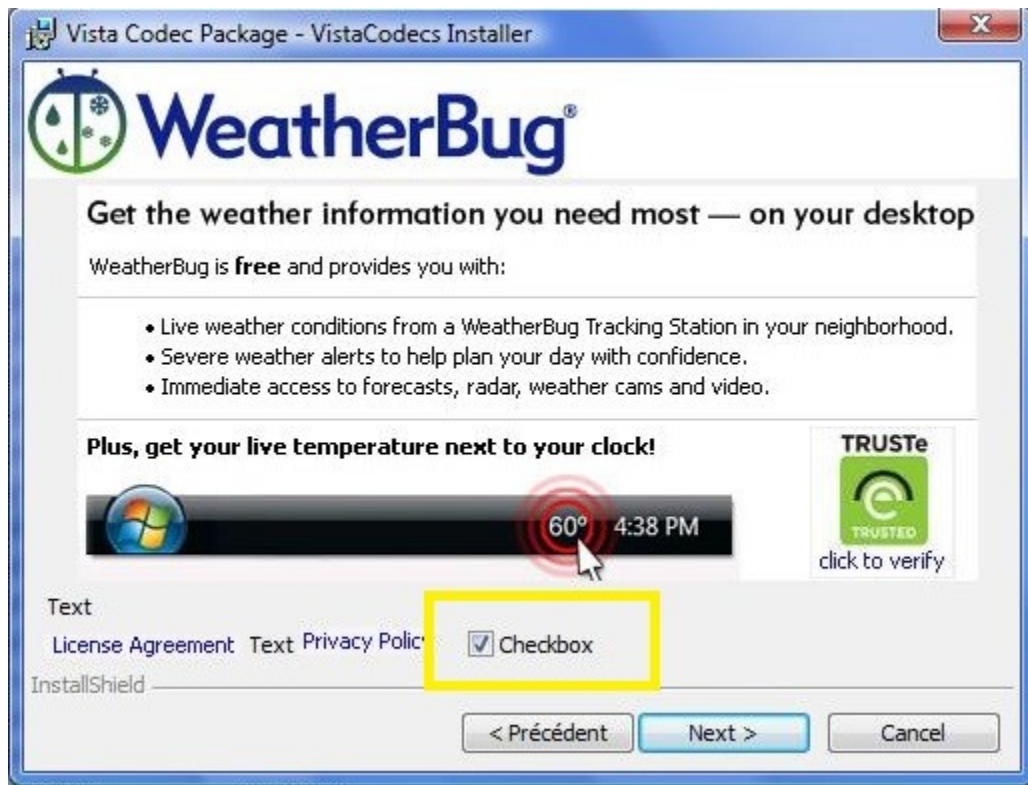 Vista Codec Package - VistaCodecs Installer
WeatherBug®
Get the weather information you need most — on your desktop
WeatherBug is free and provides you with:
• Live weather conditions from a WeatherBug Tracking Station in your neighborhood.
• Severe weather alerts to help plan your day with confidence.
• Immediate access to forecasts, radar, weather cams and video.
Plus, get your live temperature next to your clock!
TRUSTe
60° 4:38 PM
TRUSTED
click to verify
Text
License Agreement Text Privacy Policy
Checkbox
InstallShield
< Précédent Next > Cancel